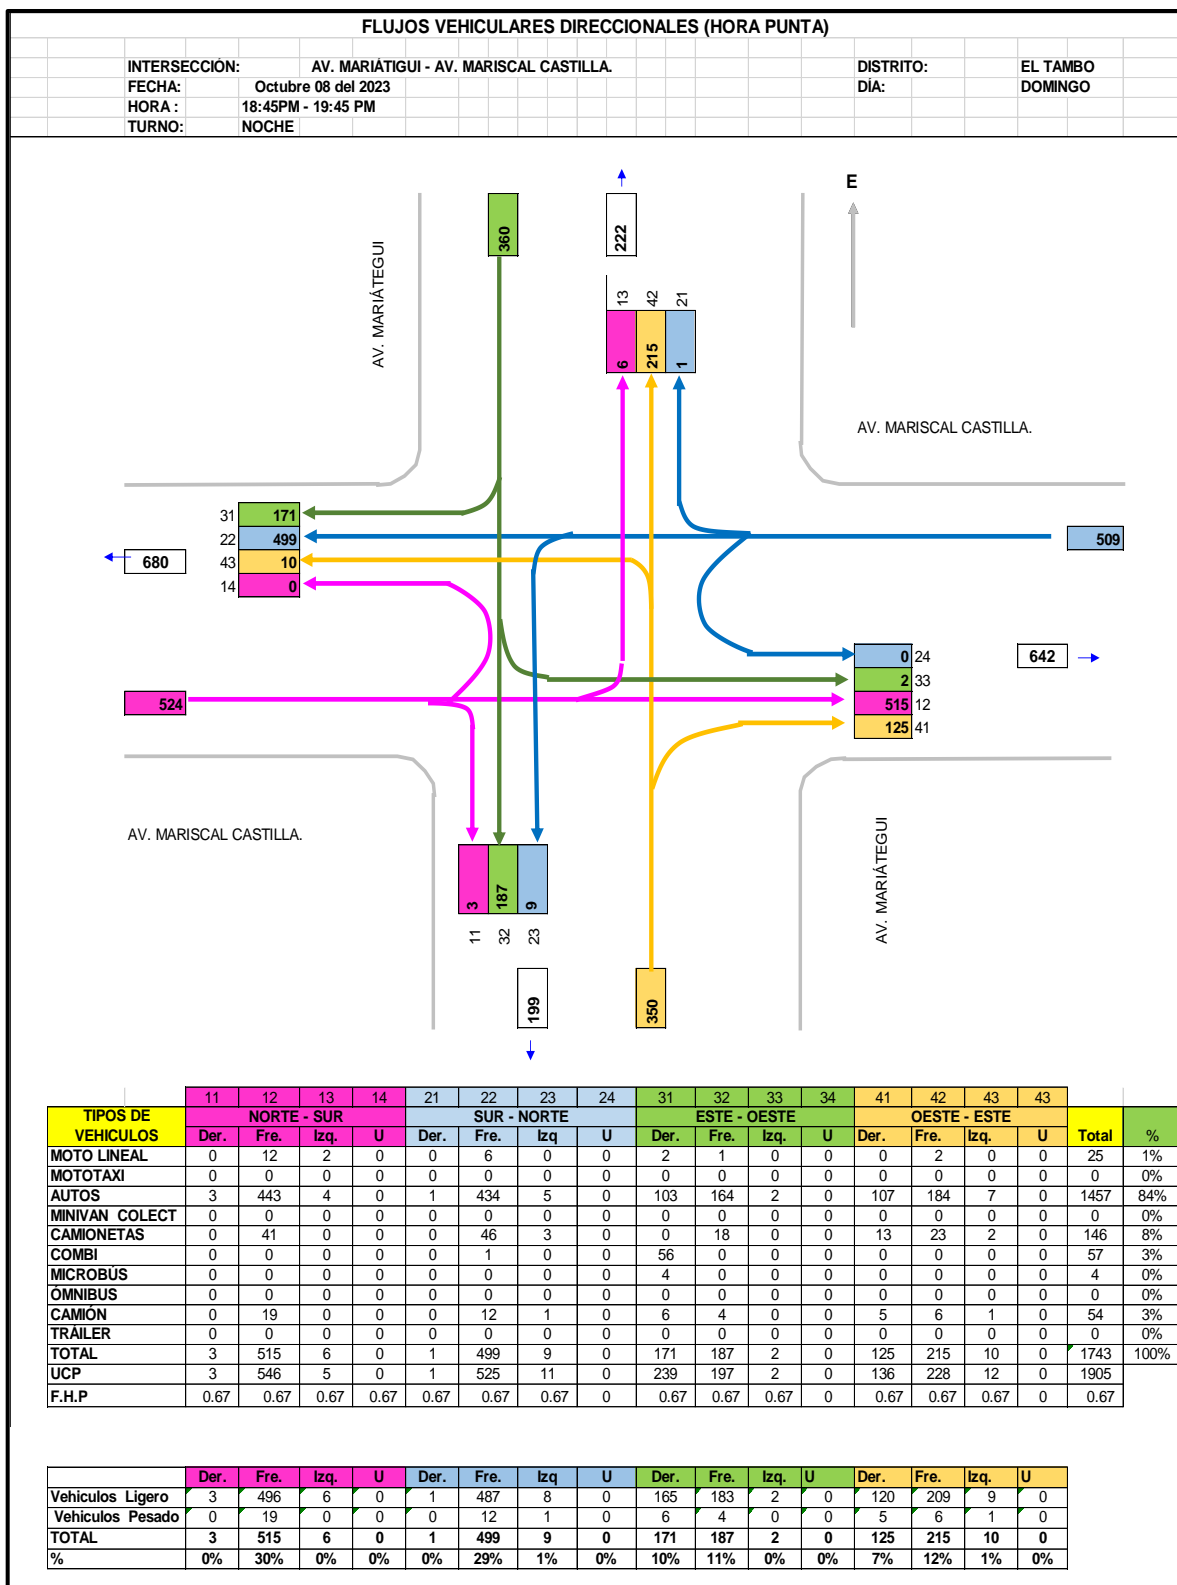 FLUJOS VEHICULARES DIRECCIONALES (HORA PUNTA)
INTERSECCIÓN: AV. MARIÁTIGUI - AV. MARISCAL CASTILLA. DISTRITO: EL TAMBO
FECHA: Octubre 08 del 2023 DÍA: DOMINGO
HORA : 18:45PM - 19:45 PM
TURNO: NOCHE
E
360
222
AV. MARIÁTEGUI
13 42 21
6 215 1
AV. MARISCAL CASTILLA.
31 171
22 499
509
680
43 10
14 0
0 24
642
2 33
524
515 12
125 41
AV. MARISCAL CASTILLA.
AV. MARIÁTEGUI
3 187 9
11 32 23
199
350
11 12 13 14 21 22 23 24 31 32 33 34 41 42 43 43
TIPOS DE VEHICULOS NORTE - SUR SUR - NORTE ESTE - OESTE OESTE - ESTE
Der. Fre. Izq. U Der. Fre. Izq U Der. Fre. Izq. U Der. Fre. Izq. U Total %
MOTO LINEAL 0 12 2 0 0 6 0 0 2 1 0 0 0 2 0 0 25 1%
MOTOTAXI 0 0 0 0 0 0 0 0 0 0 0 0 0 0 0 0 0 0%
AUTOS 3 443 4 0 1 434 5 0 103 164 2 0 107 184 7 0 1457 84%
MINIVAN COLECT 0 0 0 0 0 0 0 0 0 0 0 0 0 0 0 0 0 0%
CAMIONETAS 0 41 0 0 0 46 3 0 0 18 0 0 13 23 2 0 146 8%
COMBI 0 0 0 0 0 1 0 0 56 0 0 0 0 0 0 0 57 3%
MICROBÚS 0 0 0 0 0 0 0 0 4 0 0 0 0 0 0 0 4 0%
ÓMNIBUS 0 0 0 0 0 0 0 0 0 0 0 0 0 0 0 0 0 0%
CAMIÓN 0 19 0 0 0 12 1 0 6 4 0 0 5 6 1 0 54 3%
TRÁILER 0 0 0 0 0 0 0 0 0 0 0 0 0 0 0 0 0 0%
TOTAL 3 515 6 0 1 499 9 0 171 187 2 0 125 215 10 0 1743 100%
UCP 3 546 5 0 1 525 11 0 239 197 2 0 136 228 12 0 1905
F.H.P 0.67 0.67 0.67 0.67 0.67 0.67 0.67 0 0.67 0.67 0.67 0 0.67 0.67 0.67 0 0.67
Der. Fre. Izq. U Der. Fre. Izq U Der. Fre. Izq. U Der. Fre. Izq. U
Vehiculos Ligero 3 496 6 0 1 487 8 0 165 183 2 0 120 209 9 0
Vehiculos Pesado 0 19 0 0 0 12 1 0 6 4 0 0 5 6 1 0
TOTAL 3 515 6 0 1 499 9 0 171 187 2 0 125 215 10 0
% 0% 30% 0% 0% 0% 29% 1% 0% 10% 11% 0% 0% 7% 12% 1% 0%